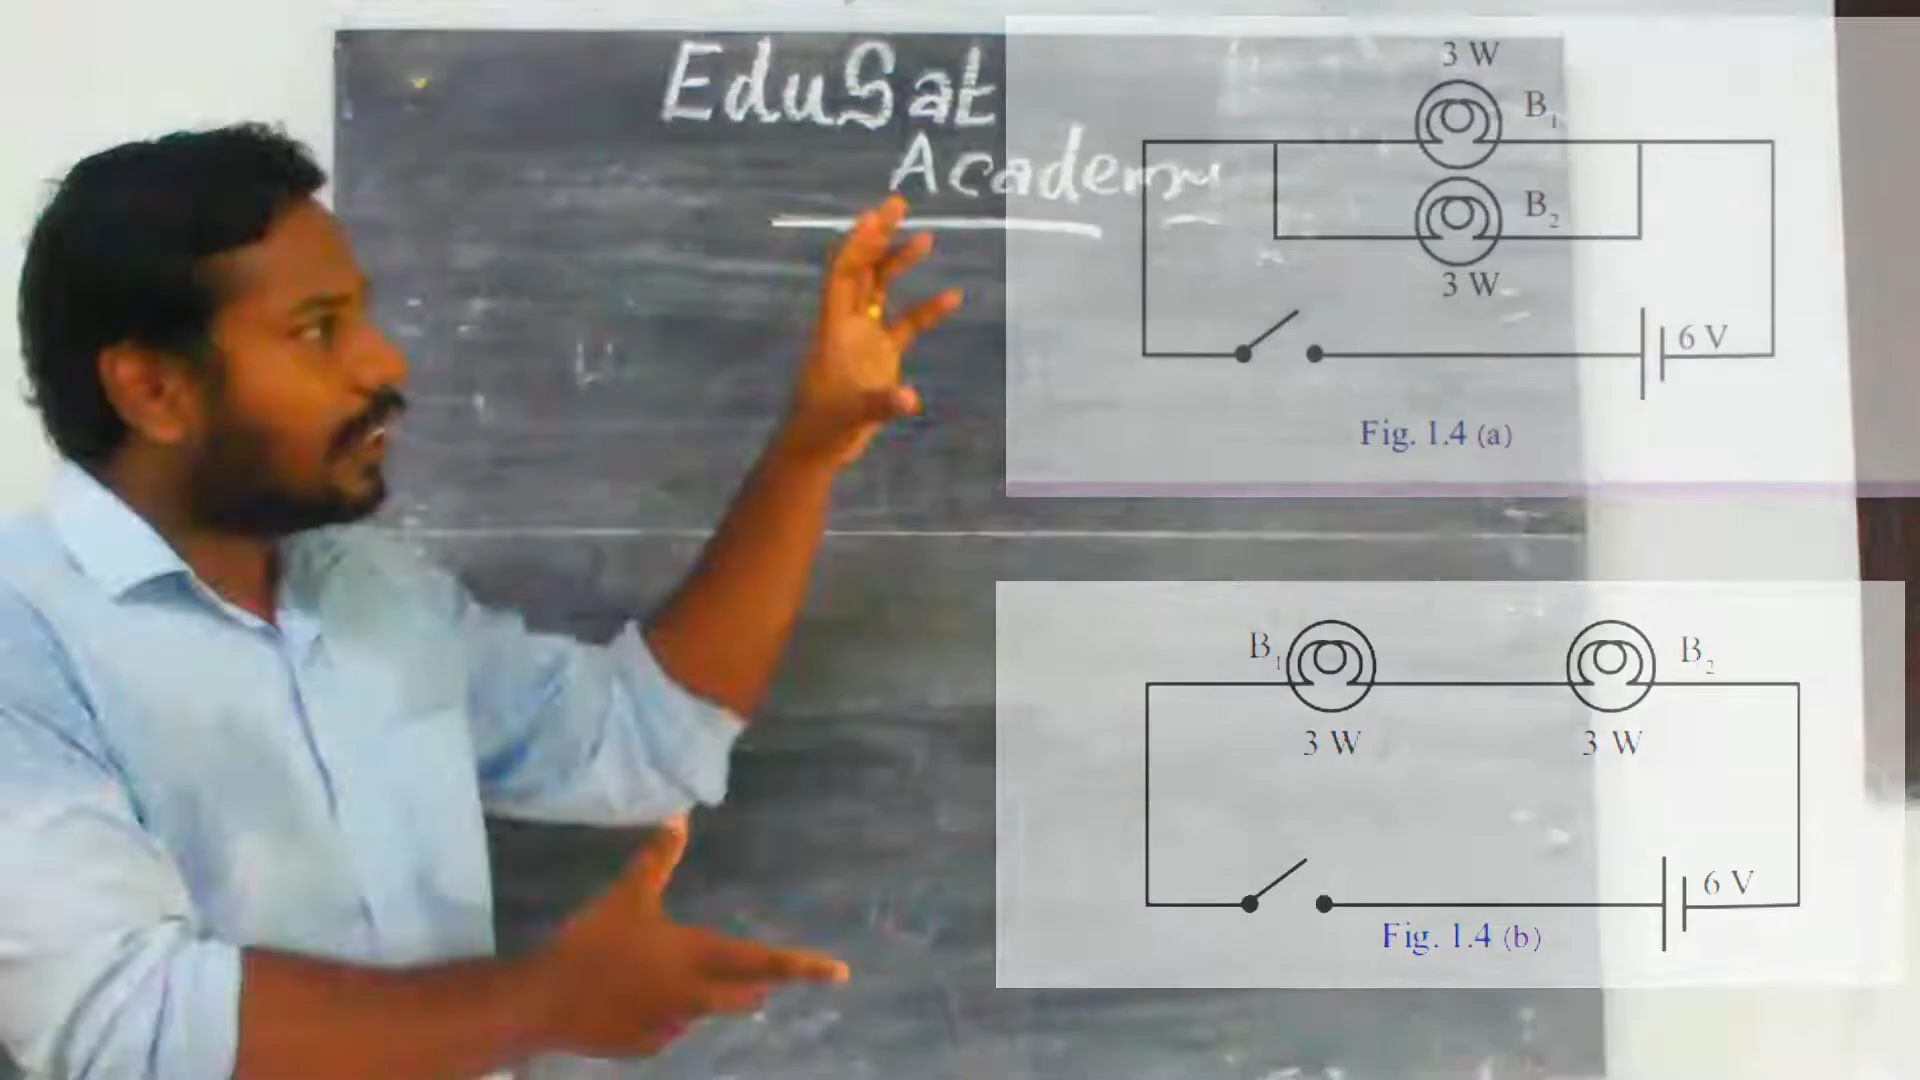 EduSat
Academy
3 W
B1
B2
3 W
6 V
Fig. 1.4 (a)
B1
B2
3 W
3 W
6 V
Fig. 1.4 (b)